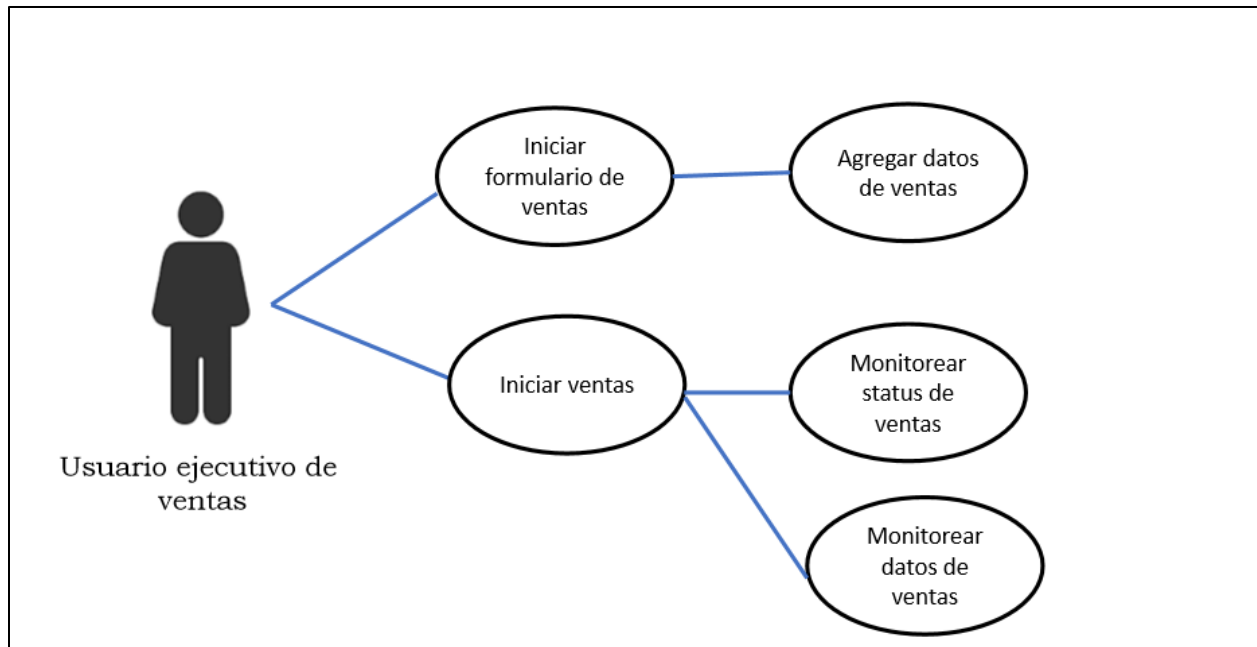 Iniciar
formulario de
ventas
Agregar datos
de ventas
Iniciar ventas
Monitorear
status de
ventas
Usuario ejecutivo de
ventas
Monitorear
datos de
ventas